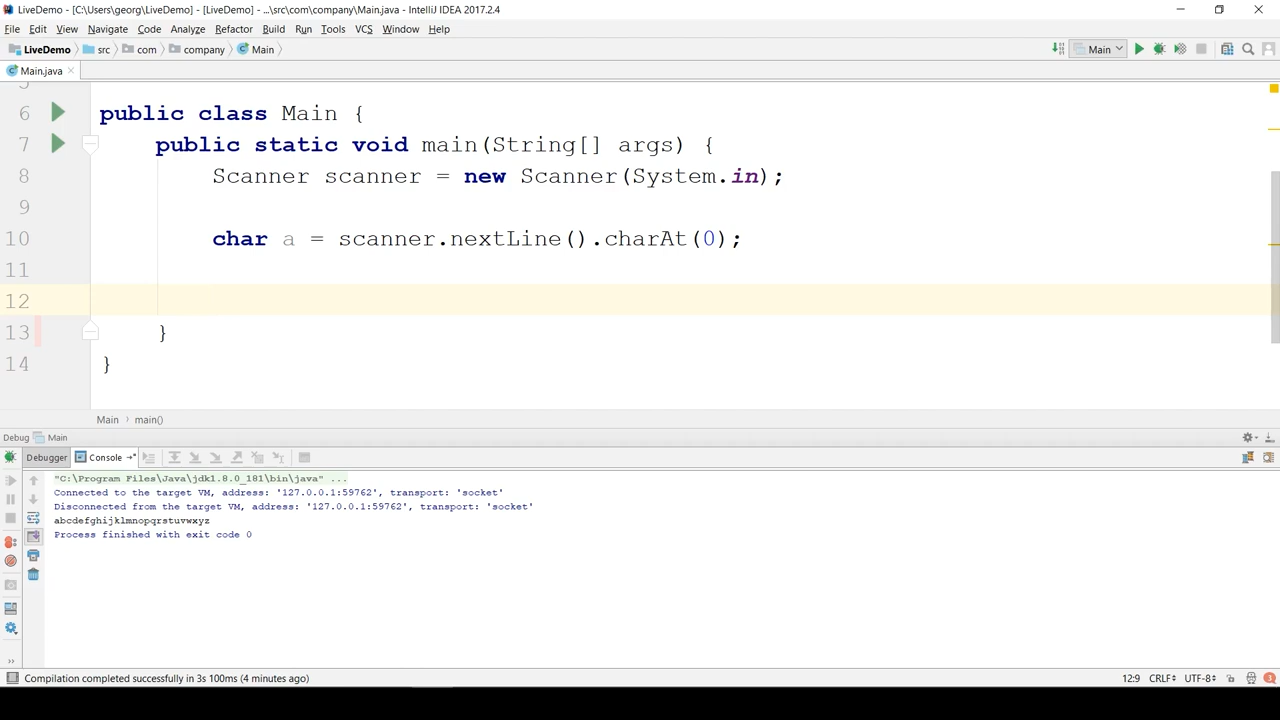 LiveDemo - [C:\Users\georg\LiveDemo] - [LiveDemo] - ...\src\com\company\Main.java - IntelliJ IDEA 2017.2.4
File Edit View Navigate Code Analyze Refactor Build Run Tools VCS Window Help
LiveDemo src com company Main
Main
Main.java
5
6 public class Main {
7 public static void main(String[] args) {
8 Scanner scanner = new Scanner(System.in);
9
10 char a = scanner.nextLine().charAt(0);
11
12
13 }
14 }
Main › main()
Debug Main
Debugger Console
"C:\Program Files\Java\jdk1.8.0_181\bin\java" ...
Connected to the target VM, address: '127.0.0.1:59762', transport: 'socket'
Disconnected from the target VM, address: '127.0.0.1:59762', transport: 'socket'
abcdefghijklmnopqrstuvwxyz
Process finished with exit code 0
Compilation completed successfully in 3s 100ms (4 minutes ago)
12:9 CRLF UTF-8 3